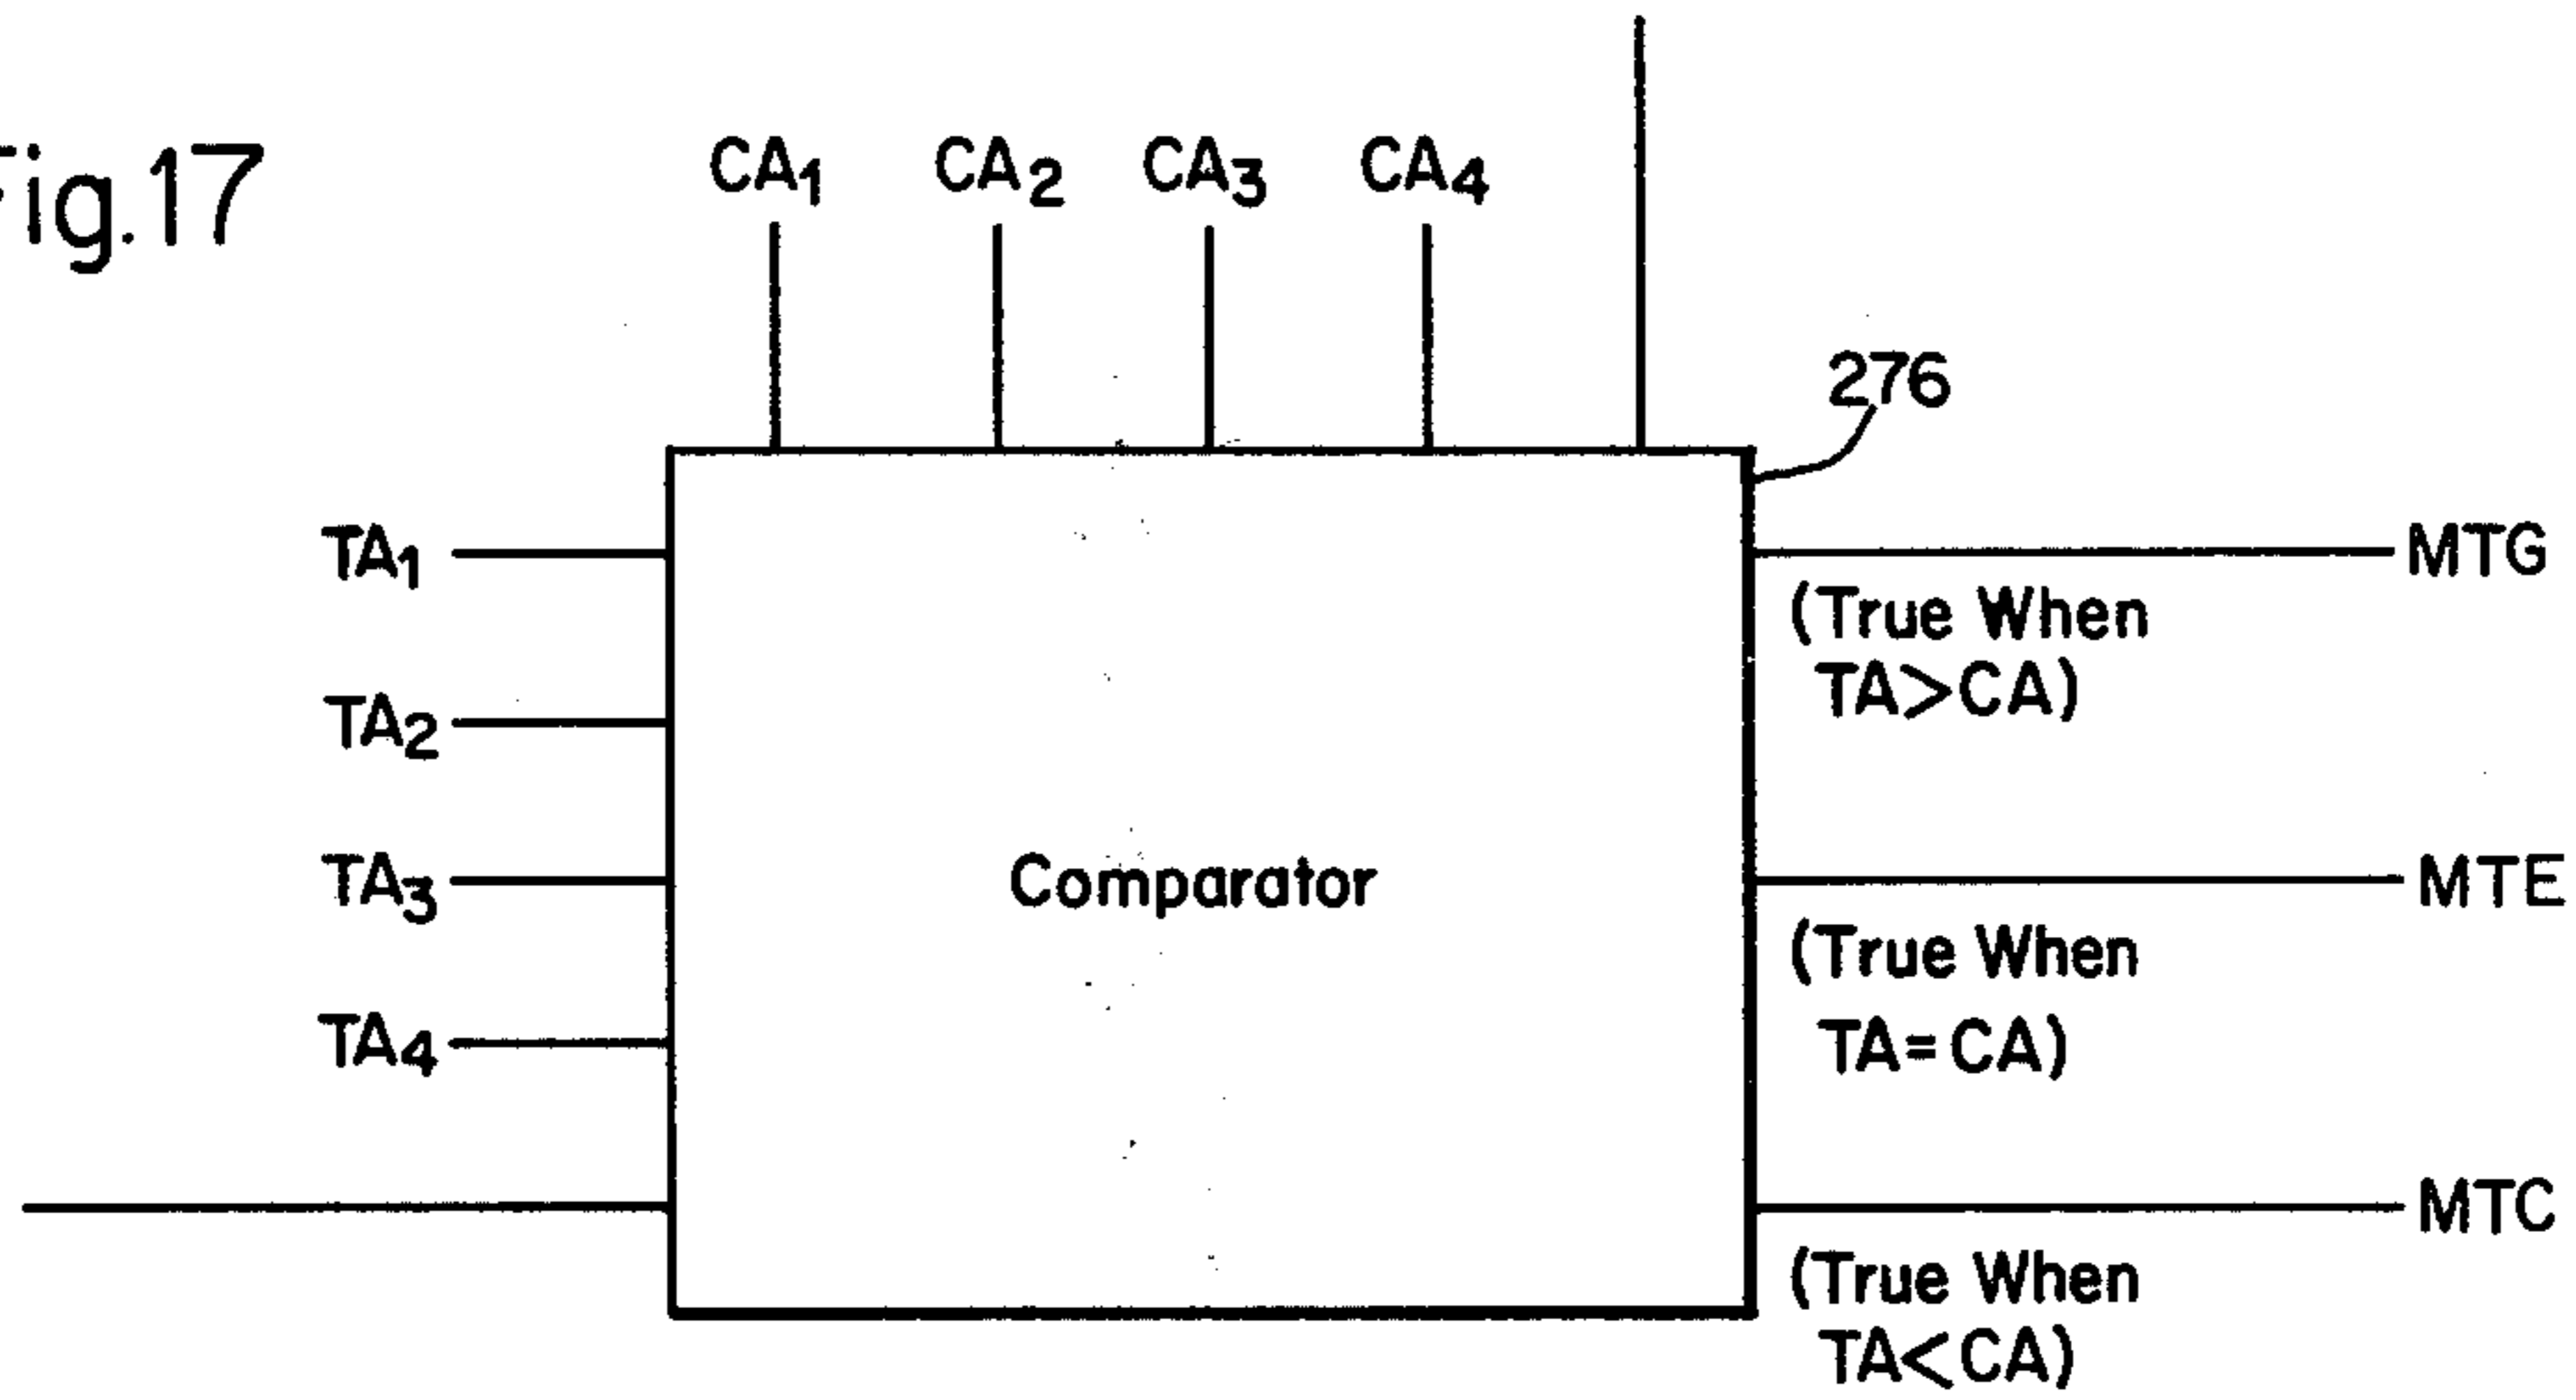 Fig.17
CA1 CA2 CA3 CA4
276
TA1
TA2
TA3
TA4
Comparator
MTG
(True When
TA>CA)
MTE
(True When
TA=CA)
MTC
(True When
TA<CA)